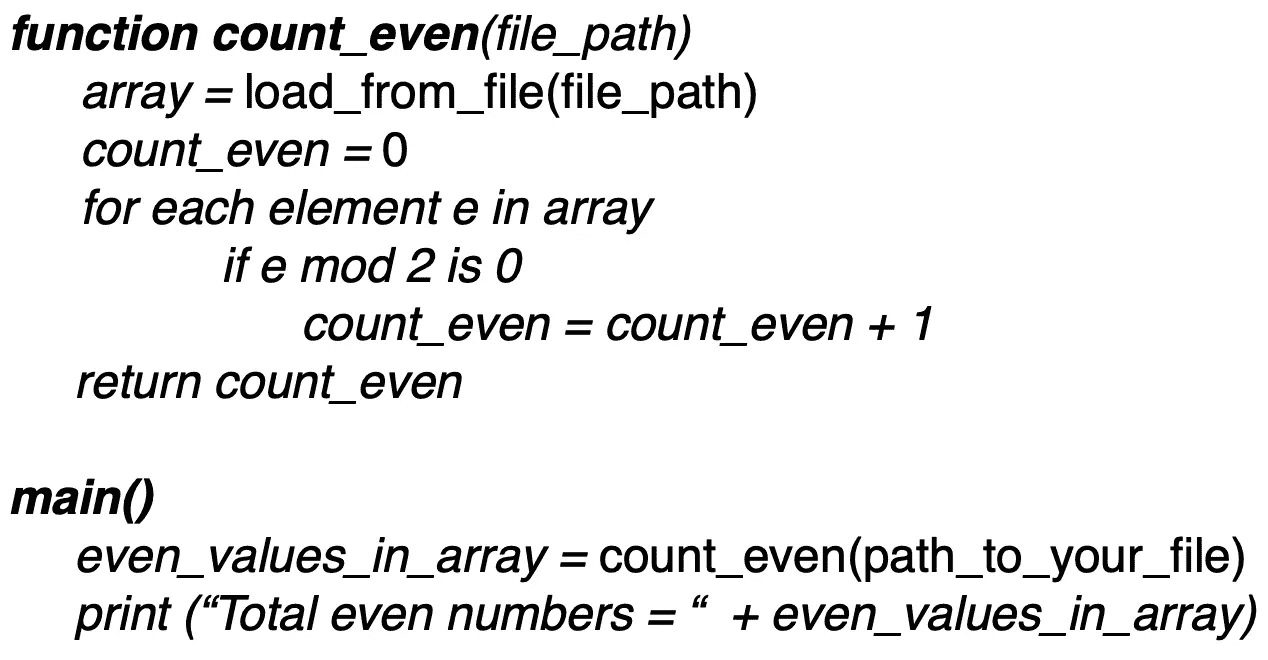 function count_even(file_path)
array = load_from_file(file_path)
count_even = 0
for each element e in array
if e mod 2 is 0
count_even = count_even + 1
return count_even
main()
even_values_in_array = count_even(path_to_your_file)
print (“Total even numbers = “ + even_values_in_array)